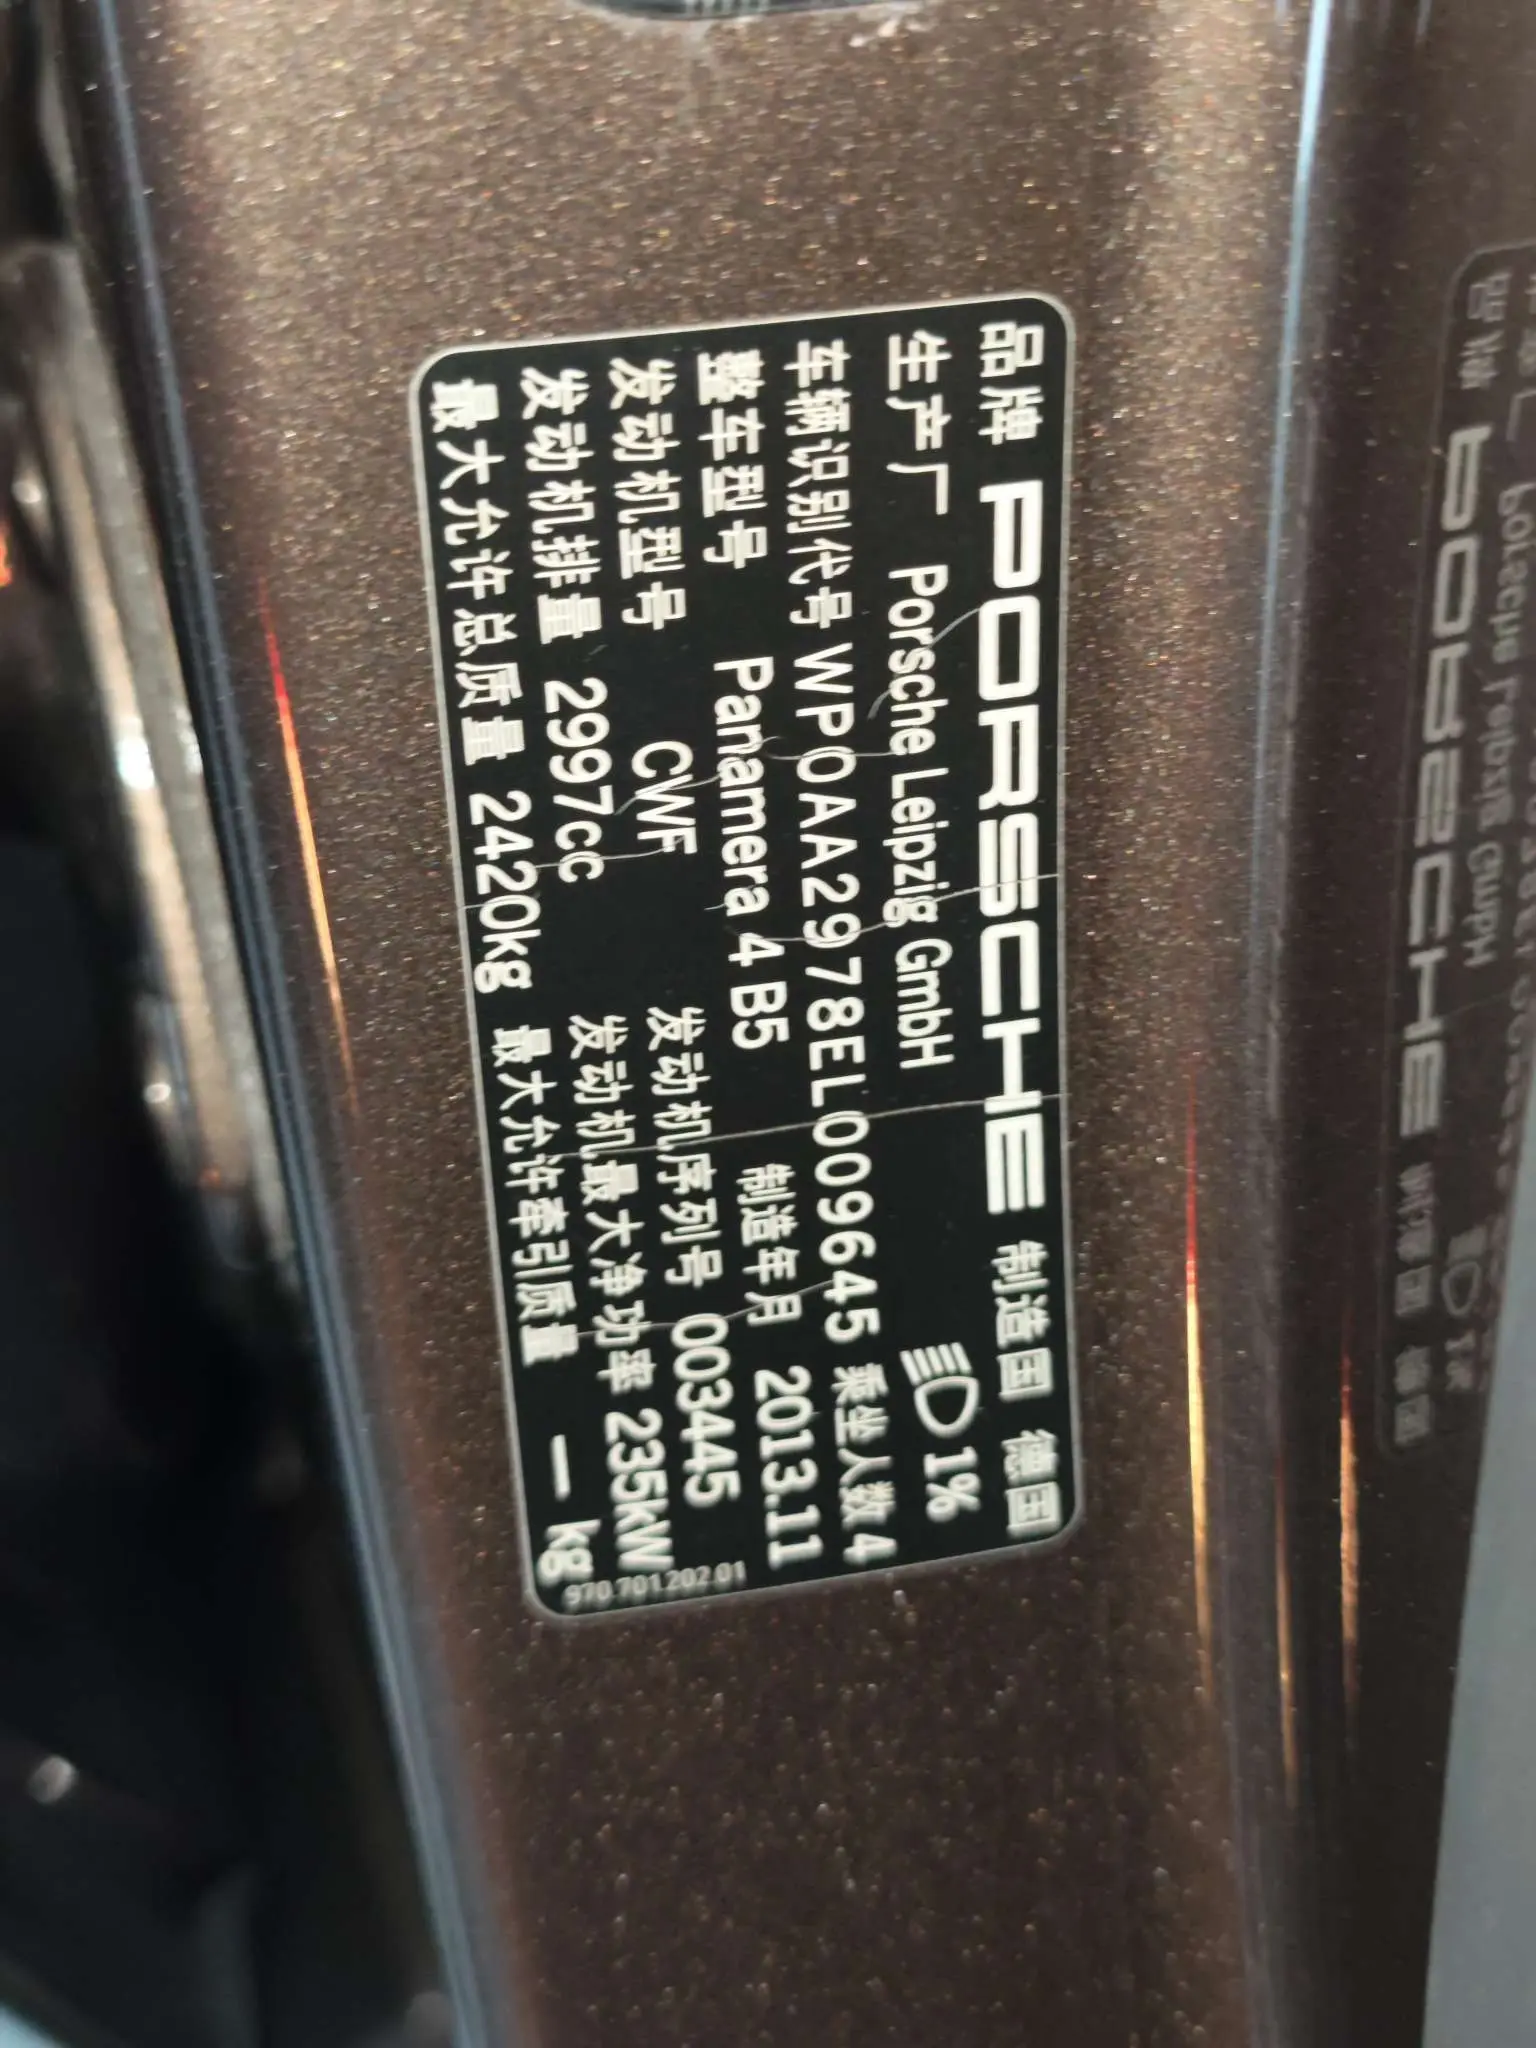 品牌 PORSCHE 制造国 德国
生产厂 Porsche Leipzig GmbH 1%
车辆识别代号 WP0AA2978EL009645 乘坐人数 4
整车型号 Panamera 4 B5 制造年月 2013.11
发动机型号 CWF 发动机序列号 003445
发动机排量 2997cc 发动机最大净功率 235kW
最大允许总质量 2420kg 最大允许牵引质量 — kg
970.701.202.01